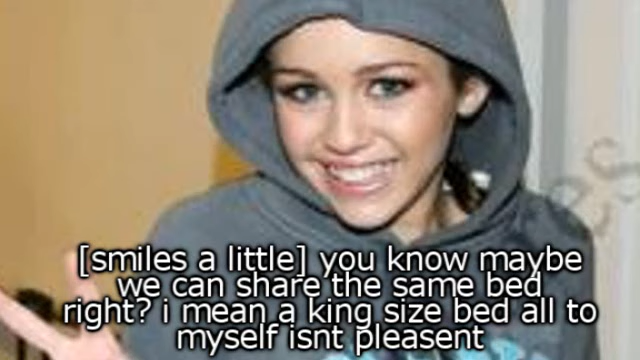 [smiles a little] you know maybe
we can share the same bed
right? i mean a king size bed all to
myself isnt pleasent
es